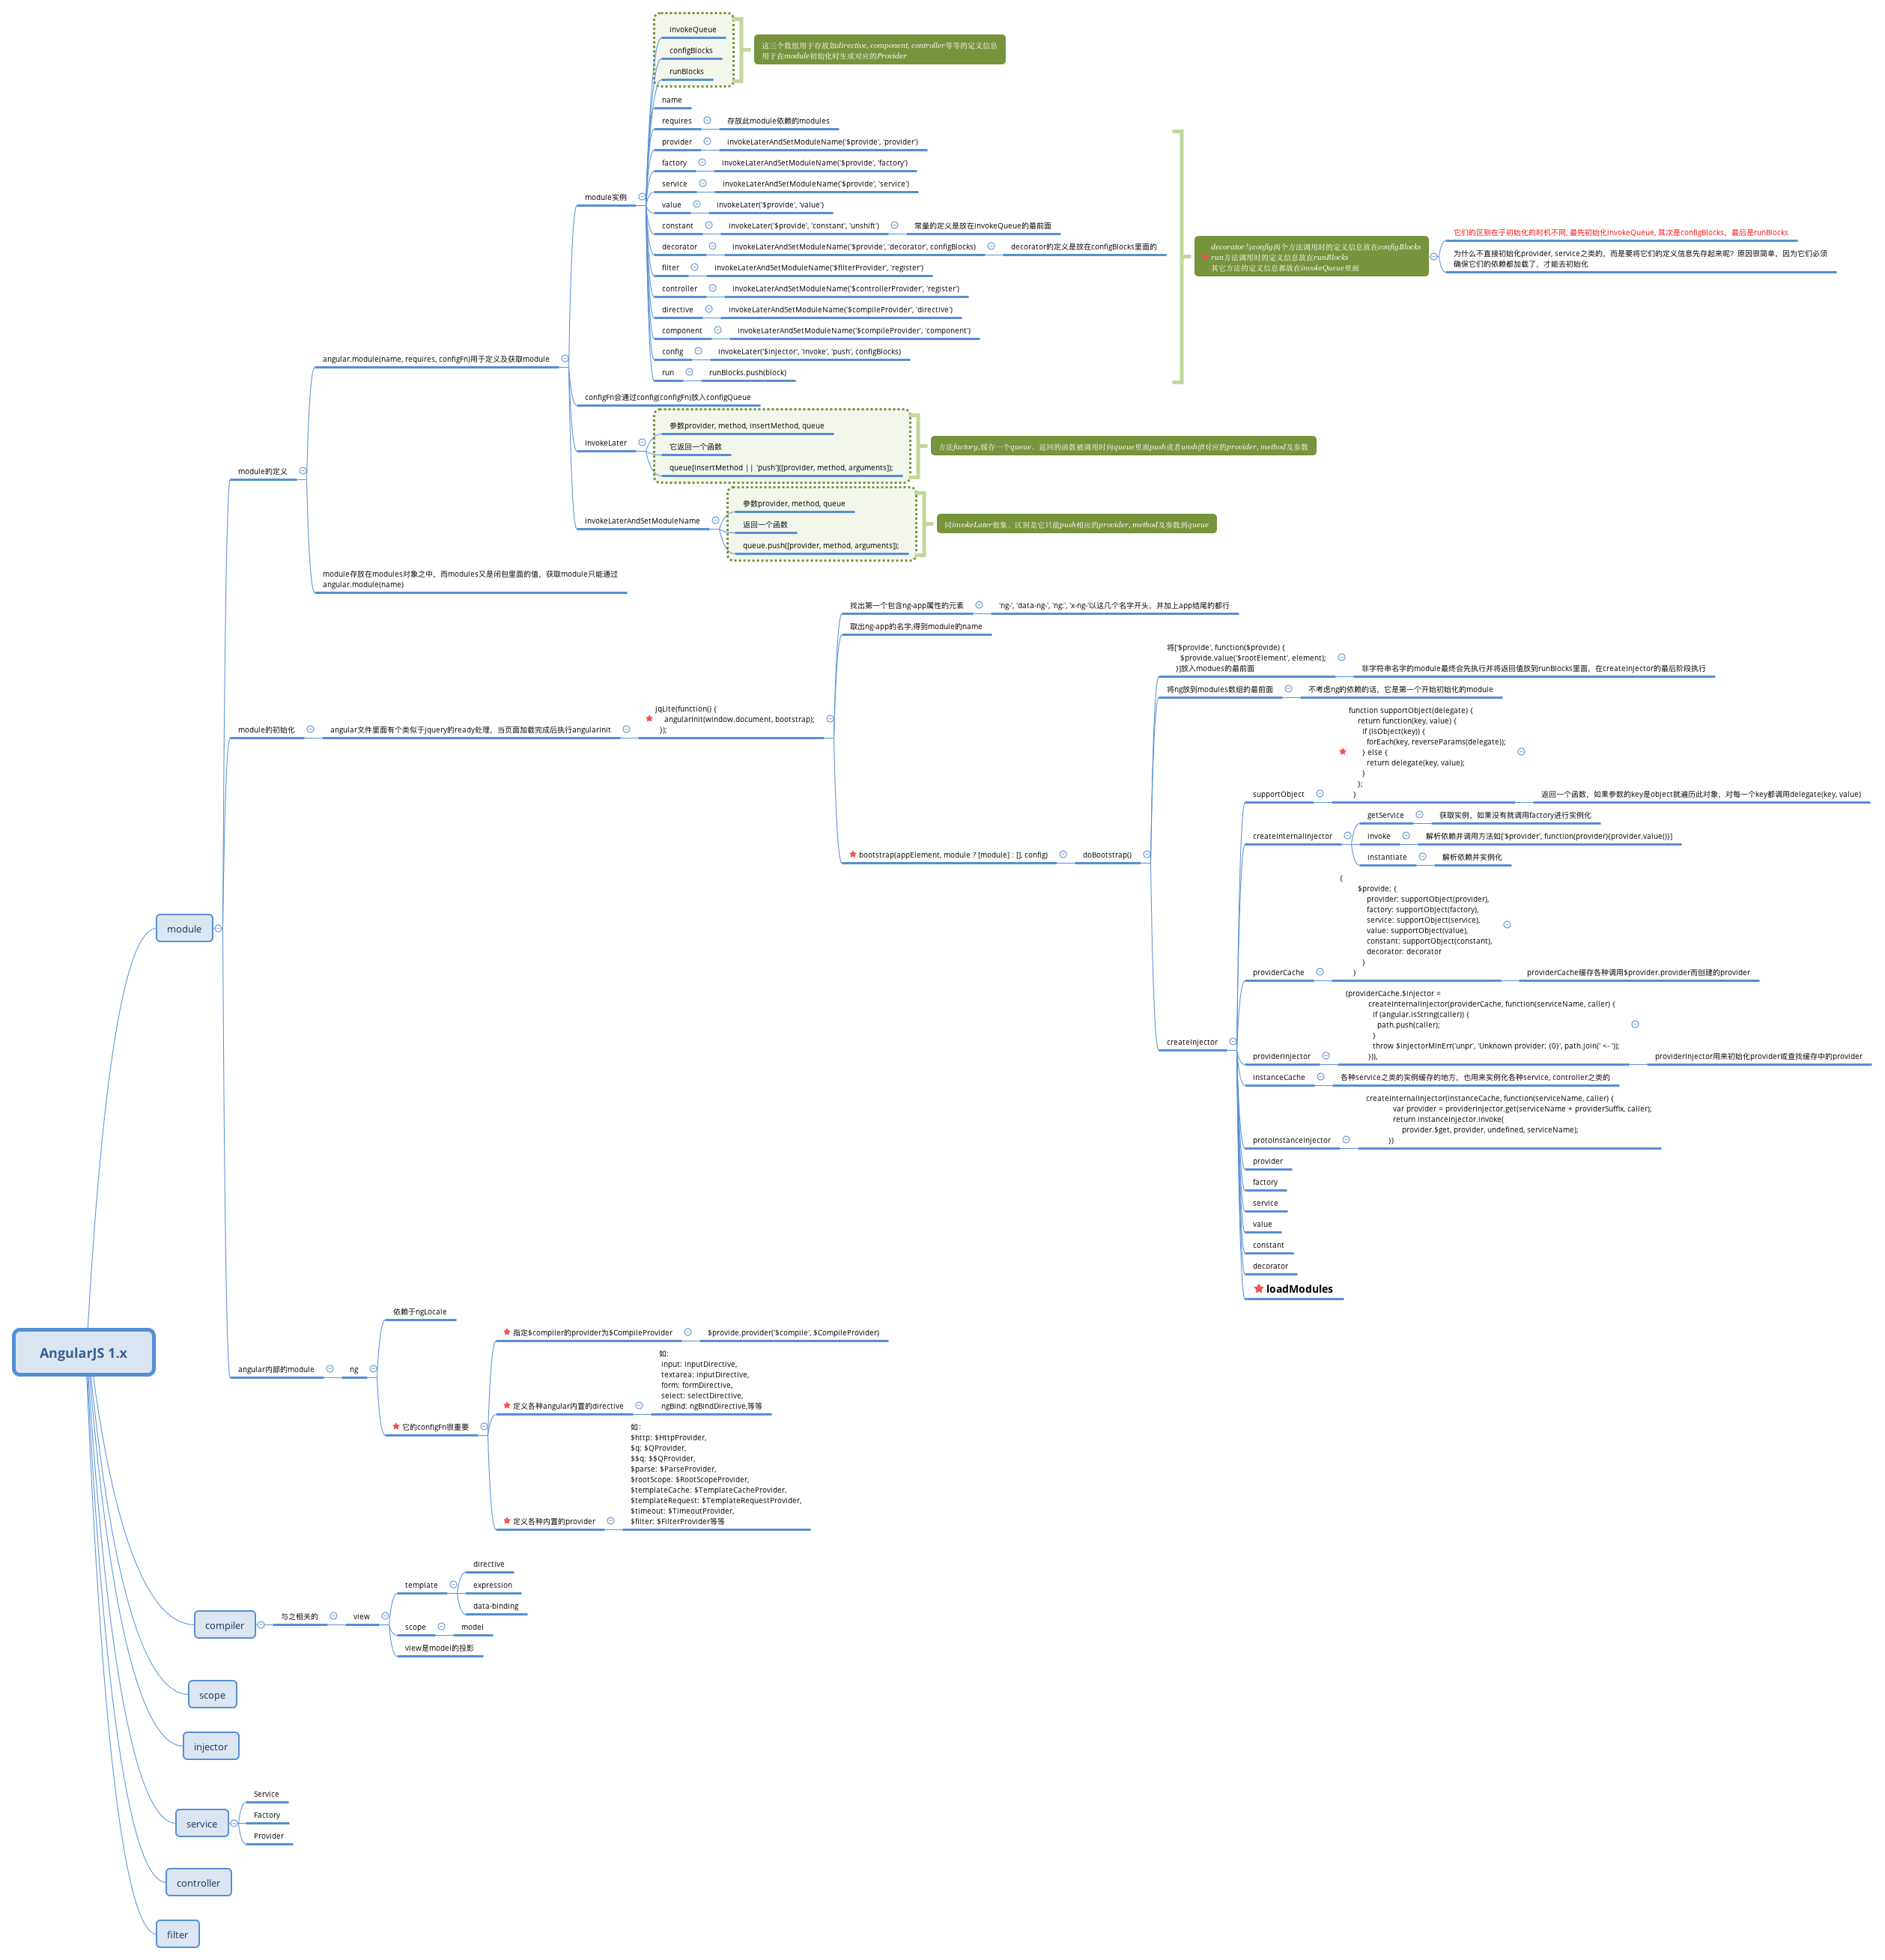 AngularJS 1.x
module
module的定义
angular.module(name, requires, configFn)用于定义及获取module
module实例
invokeQueue
configBlocks
runBlocks
这三个数组用于存放如directive, component, controller等等的定义信息
用于在module初始化时生成对应的Provider
name
requires
存放此module依赖的modules
provider
invokeLaterAndSetModuleName('$provide', 'provider')
factory
invokeLaterAndSetModuleName('$provide', 'factory')
service
invokeLaterAndSetModuleName('$provide', 'service')
value
invokeLater('$provide', 'value')
constant
invokeLater('$provide', 'constant', 'unshift')
常量的定义是放在invokeQueue的最前面
decorator
invokeLaterAndSetModuleName('$provide', 'decorator', configBlocks)
decorator的定义是放在configBlocks里面的
filter
invokeLaterAndSetModuleName('$filterProvider', 'register')
controller
invokeLaterAndSetModuleName('$controllerProvider', 'register')
directive
invokeLaterAndSetModuleName('$compileProvider', 'directive')
component
invokeLaterAndSetModuleName('$compileProvider', 'component')
config
invokeLater('$injector', 'invoke', 'push', configBlocks)
run
runBlocks.push(block)
decorator与config两个方法调用时的定义信息放在configBlocks
run方法调用时的定义信息放在runBlocks
其它方法的定义信息都放在invokeQueue里面
它们的区别在于初始化的时机不同, 最先初始化invokeQueue, 其次是configBlocks，最后是runBlocks
为什么不直接初始化provider, service之类的，而是要将它们的定义信息先存起来呢？原因很简单，因为它们必须
确保它们的依赖都加载了，才能去初始化
configFn会通过config(configFn)放入configQueue
invokeLater
参数provider, method, insertMethod, queue
它返回一个函数
queue[insertMethod || 'push']([provider, method, arguments]);
方法factory,缓存一个queue，返回的函数被调用时向queue里面push或者unshift对应的provider, method及参数
invokeLaterAndSetModuleName
参数provider, method, queue
返回一个函数
queue.push([provider, method, arguments]);
同invokeLater很象，区别是它只能push相应的provider, method及参数到queue
module存放在modules对象之中，而modules又是闭包里面的值，获取module只能通过
angular.module(name)
module的初始化
angular文件里面有个类似于jquery的ready处理，当页面加载完成后执行angularInit
jqLite(function() {
angularInit(window.document, bootstrap);
});
找出第一个包含ng-app属性的元素
'ng-', 'data-ng-', 'ng:', 'x-ng-'以这几个名字开头，并加上app结尾的都行
取出ng-app的名字,得到module的name
bootstrap(appElement, module ? [module] : [], config)
doBootstrap()
将['$provide', function($provide) {
$provide.value('$rootElement', element);
}]放入modues的最前面
非字符串名字的module最终会先执行并将返回值放到runBlocks里面，在createInjector的最后阶段执行
将ng放到modules数组的最前面
不考虑ng的依赖的话，它是第一个开始初始化的module
createInjector
supportObject
function supportObject(delegate) {
return function(key, value) {
if (isObject(key)) {
forEach(key, reverseParams(delegate));
} else {
return delegate(key, value);
}
};
}
返回一个函数，如果参数的key是object就遍历此对象，对每一个key都调用delegate(key, value)
createInternalInjector
getService
获取实例，如果没有就调用factory进行实例化
invoke
解析依赖并调用方法如['$provider', function(provider){provider.value()}]
instantiate
解析依赖并实例化
providerCache
{
$provide: {
provider: supportObject(provider),
factory: supportObject(factory),
service: supportObject(service),
value: supportObject(value),
constant: supportObject(constant),
decorator: decorator
}
}
providerCache缓存各种调用$provider.provider而创建的provider
providerInjector
(providerCache.$injector =
createInternalInjector(providerCache, function(serviceName, caller) {
if (angular.isString(caller)) {
path.push(caller);
}
throw $injectorMinErr('unpr', 'Unknown provider: {0}', path.join(' <- '));
})),
providerInjector用来初始化provider或查找缓存中的provider
instanceCache
各种service之类的实例缓存的地方，也用来实例化各种service, controller之类的
protoInstanceInjector
createInternalInjector(instanceCache, function(serviceName, caller) {
var provider = providerInjector.get(serviceName + providerSuffix, caller);
return instanceInjector.invoke(
provider.$get, provider, undefined, serviceName);
})
provider
factory
service
value
constant
decorator
loadModules
angular内部的module
ng
依赖于ngLocale
它的configFn很重要
指定$compiler的provider为$CompileProvider
$provide.provider('$compile', $CompileProvider)
定义各种angular内置的directive
如:
input: inputDirective,
textarea: inputDirective,
form: formDirective,
select: selectDirective,
ngBind: ngBindDirective,等等
定义各种内置的provider
如：
$http: $HttpProvider,
$q: $QProvider,
$$q: $$QProvider,
$parse: $ParseProvider,
$rootScope: $RootScopeProvider,
$templateCache: $TemplateCacheProvider,
$templateRequest: $TemplateRequestProvider,
$timeout: $TimeoutProvider,
$filter: $FilterProvider等等
compiler
与之相关的
view
template
directive
expression
data-binding
scope
model
view是model的投影
scope
injector
service
Service
Factory
Provider
controller
filter